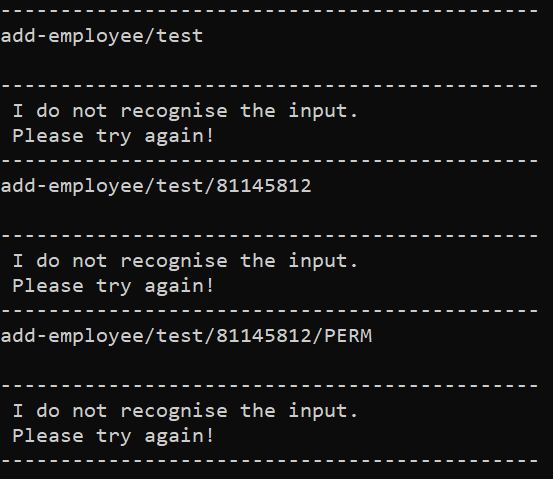 ---------------------------------------------
add-employee/test
---------------------------------------------
 I do not recognise the input.
 Please try again!
---------------------------------------------
add-employee/test/81145812
---------------------------------------------
 I do not recognise the input.
 Please try again!
---------------------------------------------
add-employee/test/81145812/PERM
---------------------------------------------
 I do not recognise the input.
 Please try again!
---------------------------------------------